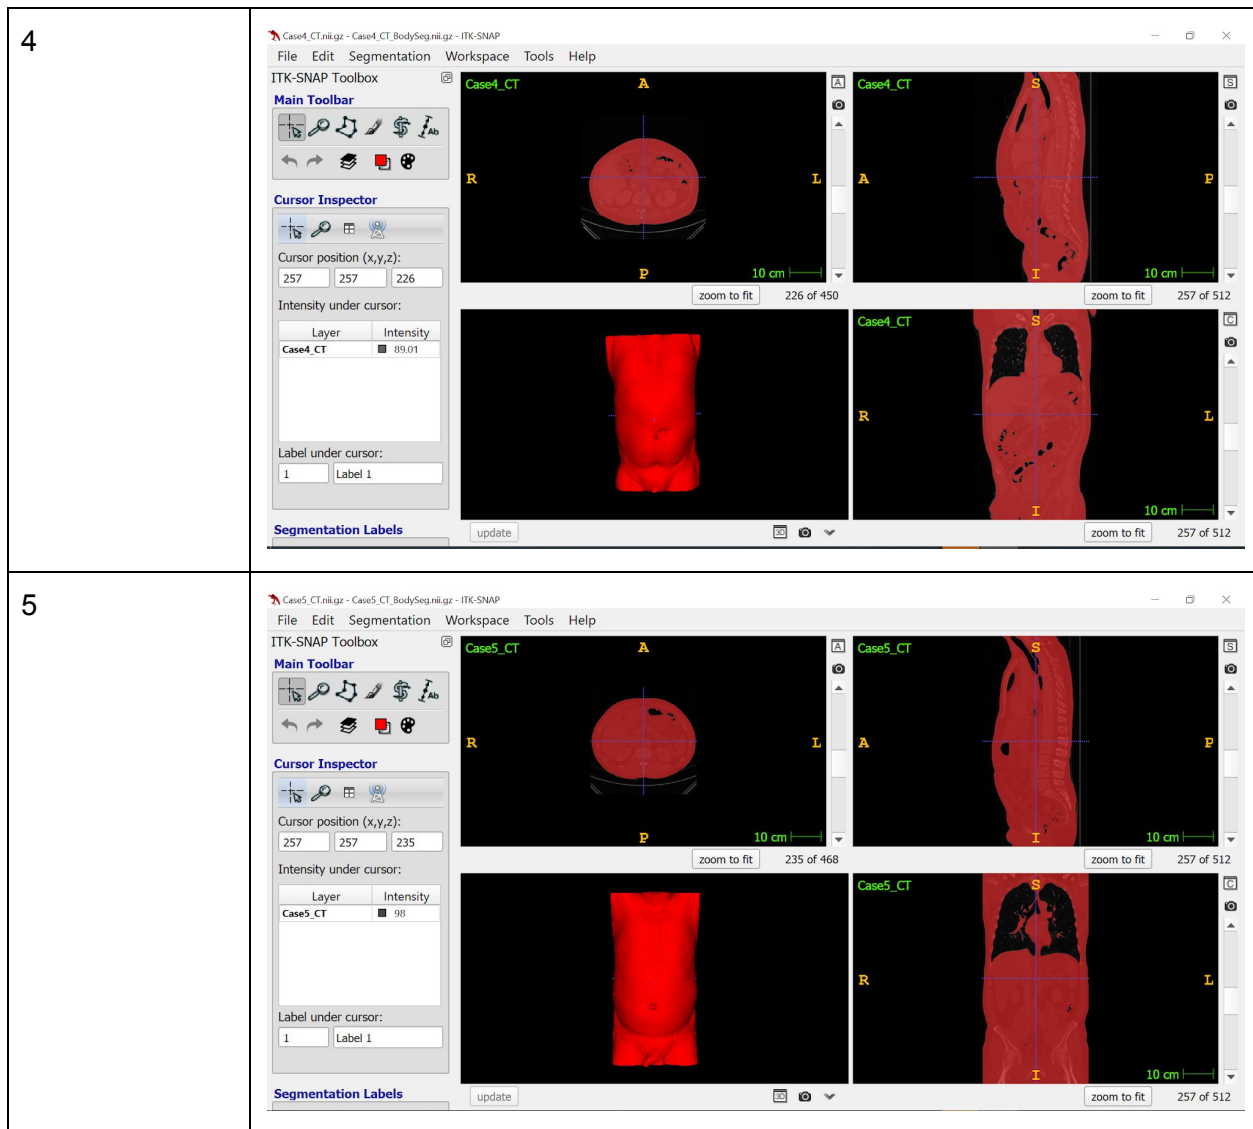 4
Case4_CT.nii.gz - Case4_CT_BodySeg.nii.gz - ITK-SNAP
File Edit Segmentation Workspace Tools Help
ITK-SNAP Toolbox
Main Toolbar
Ab
Cursor Inspector
Cursor position (x,y,z):
257 257 226
Intensity under cursor:
Layer Intensity
Case4_CT 89.01
Label under cursor:
1 Label 1
Segmentation Labels
Case4_CT
A
R
L
P
10 cm
A
zoom to fit 226 of 450
Case4_CT
S
A
P
I
10 cm
S
zoom to fit 257 of 512
update
3D
Case4_CT
S
R
L
I
10 cm
C
zoom to fit 257 of 512
5
Case5_CT.nii.gz - Case5_CT_BodySeg.nii.gz - ITK-SNAP
File Edit Segmentation Workspace Tools Help
ITK-SNAP Toolbox
Main Toolbar
Ab
Cursor Inspector
Cursor position (x,y,z):
257 257 235
Intensity under cursor:
Layer Intensity
Case5_CT 98
Label under cursor:
1 Label 1
Segmentation Labels
Case5_CT
A
R
L
P
10 cm
A
zoom to fit 235 of 468
Case5_CT
S
A
P
I
10 cm
S
zoom to fit 257 of 512
update
3D
Case5_CT
S
R
L
I
10 cm
C
zoom to fit 257 of 512